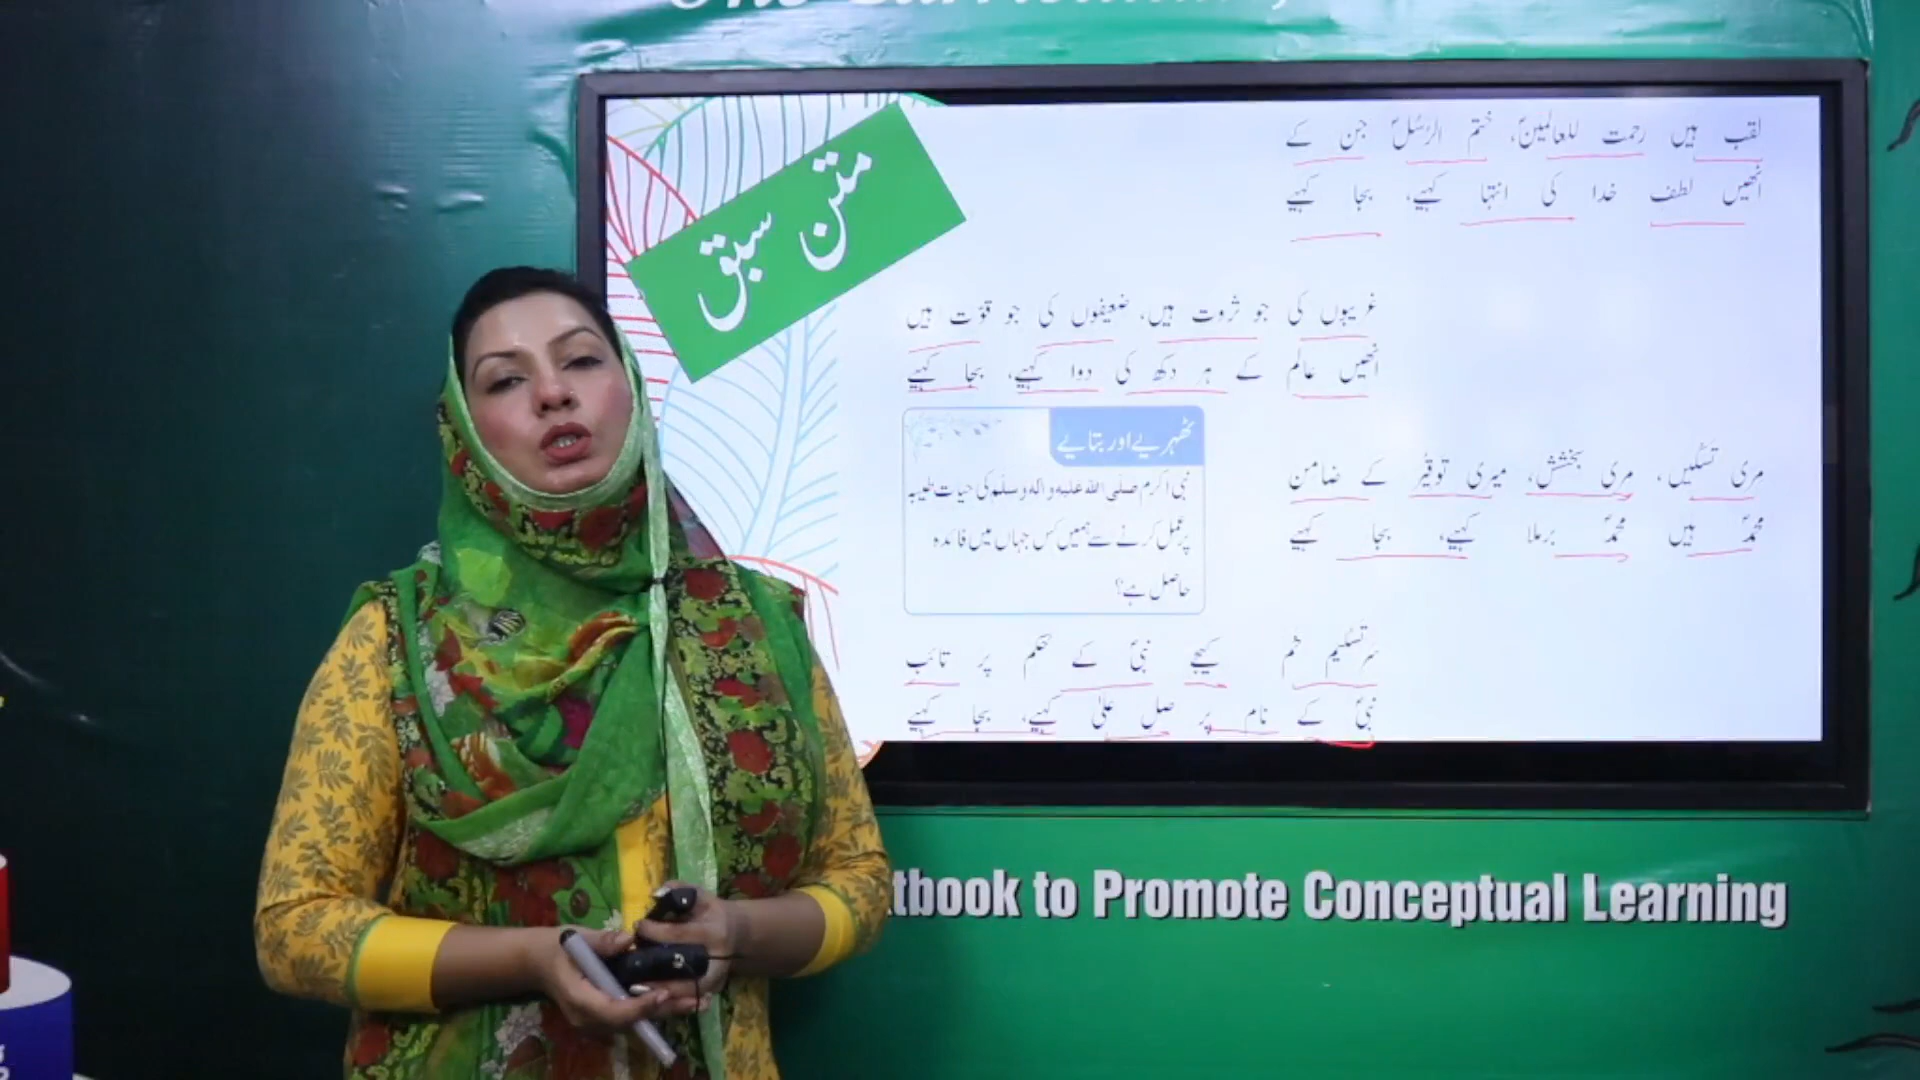 متن سبق
لقب ہیں رحمت للعالمینؐ، ختم الرسلؐ جن کے
انھیں لطف خدا کی انتہا کہیے، بجا کہیے
غریبوں کی جو ثروت ہیں، ضعیفوں کی جو قوّت ہیں
انھیں عالم کے ہر دکھ کی دوا کہیے، بجا کہیے
ٹھہریے اور بتایے
نبی اکرم صلی اللہ علیہ وآلہ وسلم کی حیات طیبہ
پر عمل کرنے سے ہمیں کس جہاں میں فائدہ
حاصل ہے؟
مری تسکیں، مری بخشش، میری توقیر کے ضامن
محمدؐ ہیں محمدؐ برملا کہیے، بجا کہیے
سر تسلیم خم کیجے نبیؐ کے حکم پر تائب
نبیؐ کے نام پر صل علیٰ کہیے، بجا کہیے
tbook to Promote Conceptual Learning